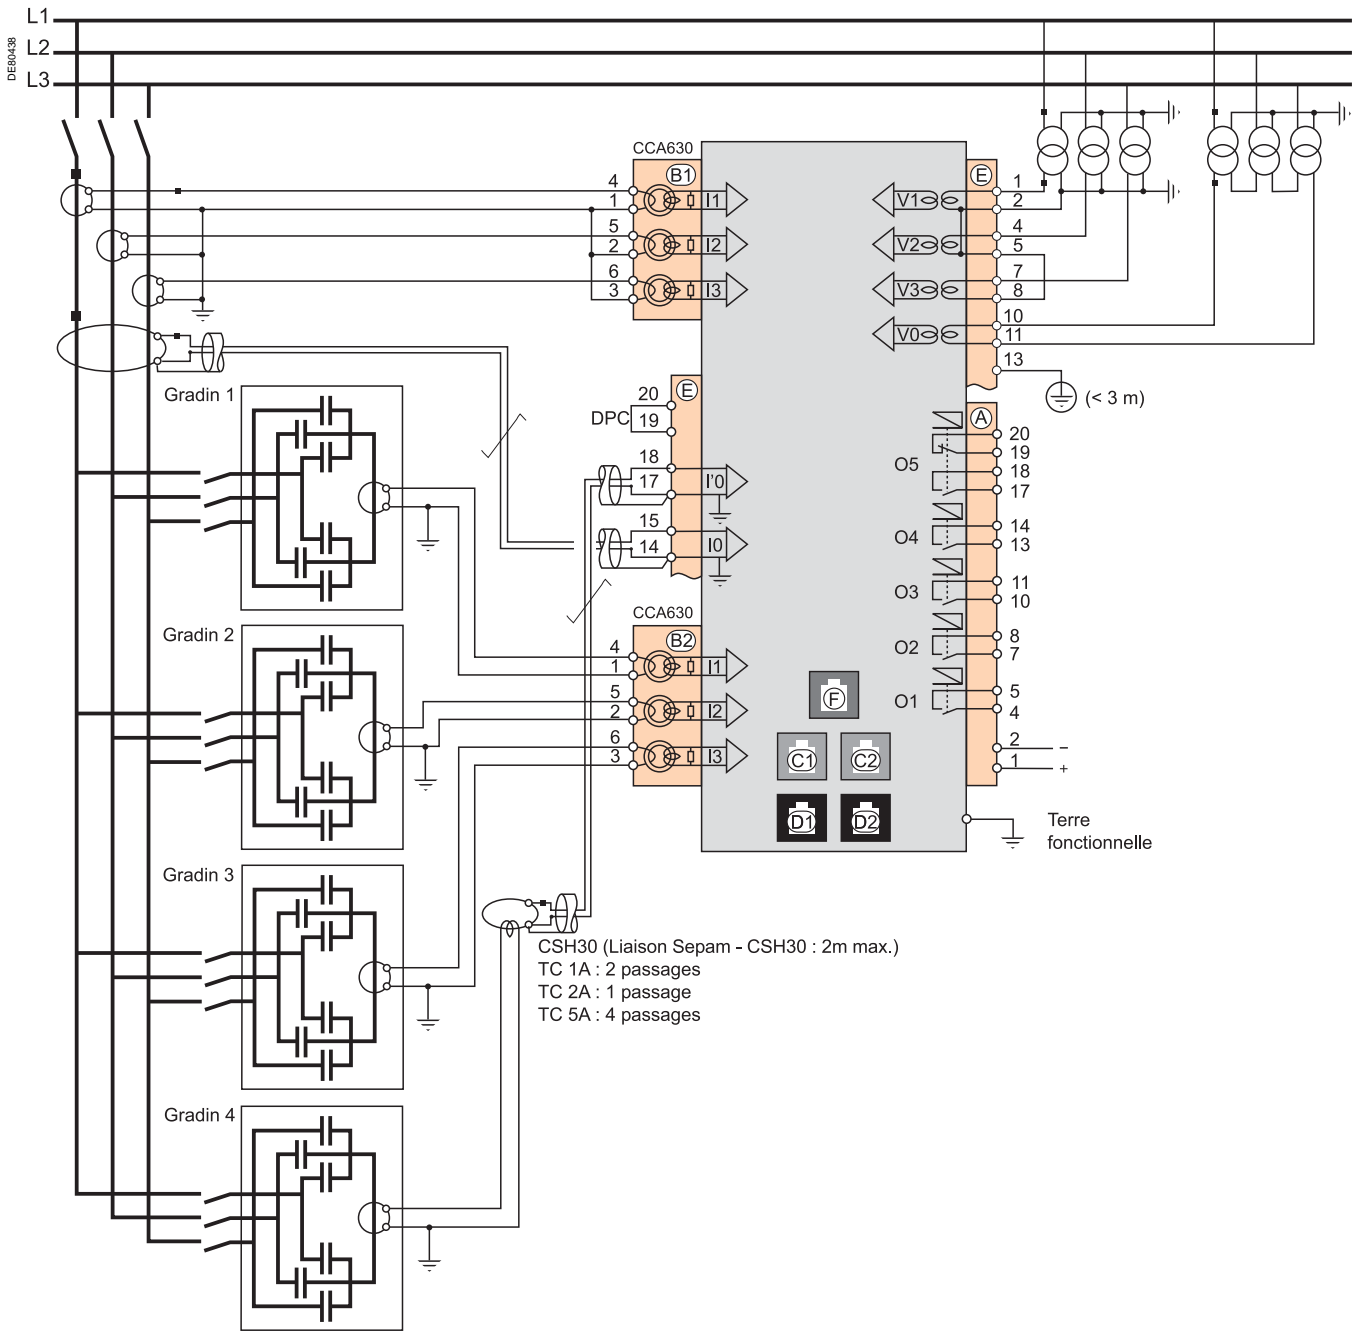 L1
DE80438
L2
L3
CCA630
B1
4
I1
1
5
I2
2
6
I3
3
E
V1
1
2
V2
4
5
V3
7
8
V0
10
11
13
(< 3 m)
Gradin 1
E
20
DPC
19
18
17
I'0
15
14
I0
A
20
19
O5
18
17
14
O4
13
11
O3
10
8
O2
7
5
O1
4
2
–
1
+
CCA630
B2
4
I1
1
5
I2
2
6
I3
3
Gradin 2
F
C1
C2
D1
D2
Terre
fonctionnelle
Gradin 3
CSH30 (Liaison Sepam - CSH30 : 2m max.)
TC 1A : 2 passages
TC 2A : 1 passage
TC 5A : 4 passages
Gradin 4